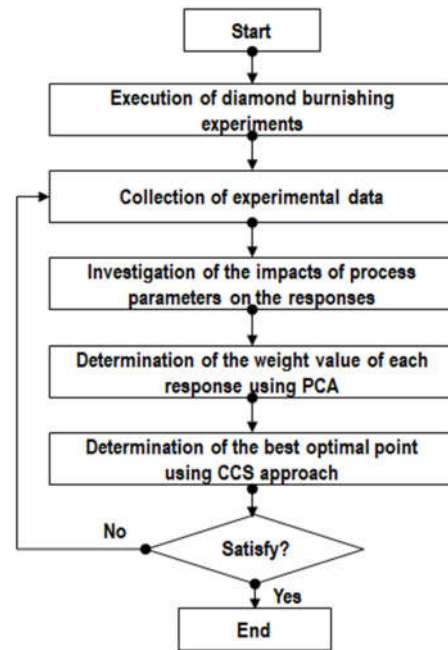 Start
Execution of diamond burnishing
experiments
Collection of experimental data
Investigation of the impacts of process
parameters on the responses
Determination of the weight value of each
response using PCA
Determination of the best optimal point
using CCS approach
No
Satisfy?
Yes
End